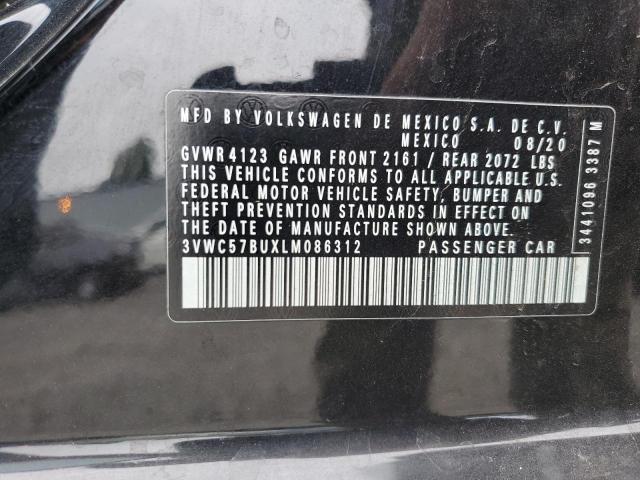 MFD BY VOLKSWAGEN DE MEXICO S.A. DE C.V.
MEXICO 08/20
GVWR 4123 GAWR FRONT 2161 / REAR 2072 LBS
THIS VEHICLE CONFORMS TO ALL APPLICABLE U.S.
FEDERAL MOTOR VEHICLE SAFETY, BUMPER AND
THEFT PREVENTION STANDARDS IN EFFECT ON
THE DATE OF MANUFACTURE SHOWN ABOVE.
3VWC57BUXLM086312 PASSENGER CAR
3441096 3387 M